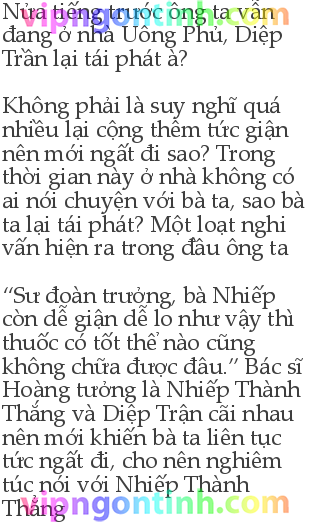 vipngontinh.com
Nửa tiếng trước ông ta vẫn
đang ở nhà Uông Phủ, Diệp
Trần lại tái phát à?
Không phải là suy nghĩ quá
nhiều lại cộng thêm tức giận
nên mới ngất đi sao? Trong
thời gian này ở nhà không có
ai nói chuyện với bà ta, sao bà
ta lại tái phát? Một loạt nghi
vấn hiện ra trong đầu ông ta
vipngontinh.com
“Sư đoàn trưởng, bà Nhiếp
còn dễ giận dễ lo như vậy thì
thuốc có tốt thể nào cũng
không chữa được đâu.” Bác sĩ
Hoàng tưởng là Nhiếp Thành
Thắng và Diệp Trận cãi nhau
nên mới khiến bà ta liên tục
tức ngất đi, cho nên nghiêm
túc nói với Nhiếp Thành
Thắng
vipngontinh.com